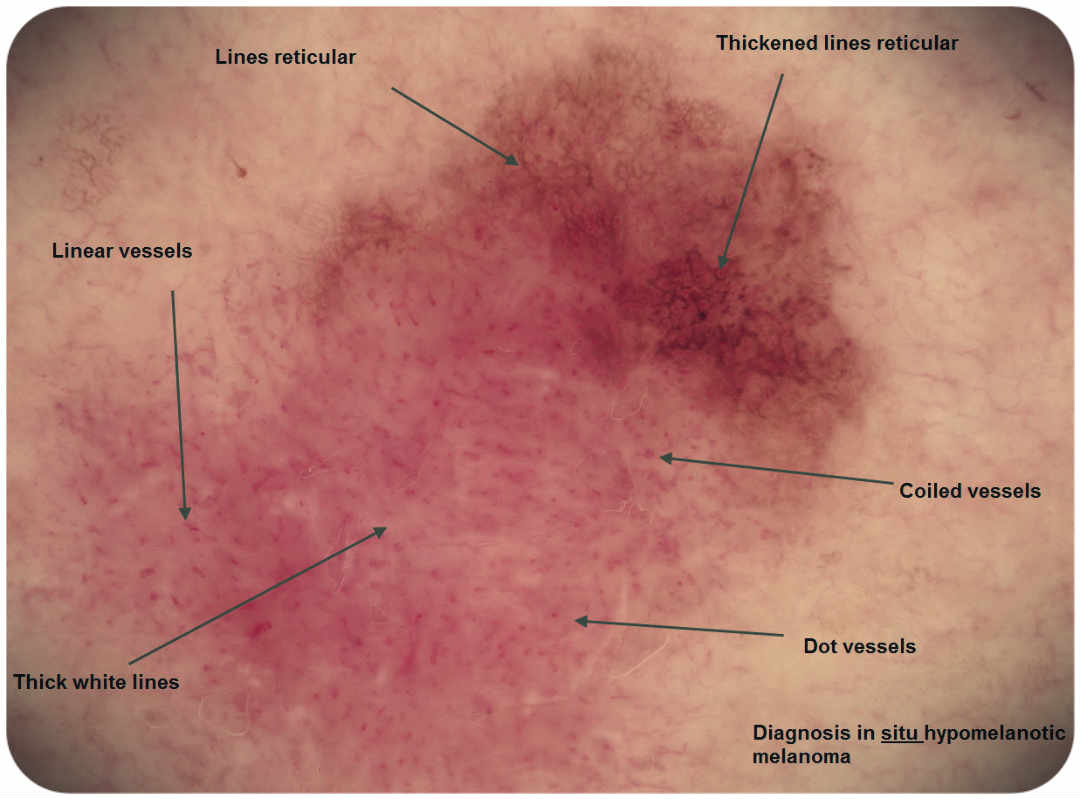 Lines reticular
Thickened lines reticular
Linear vessels
Coiled vessels
Dot vessels
Thick white lines
Diagnosis in situ hypomelanotic
melanoma